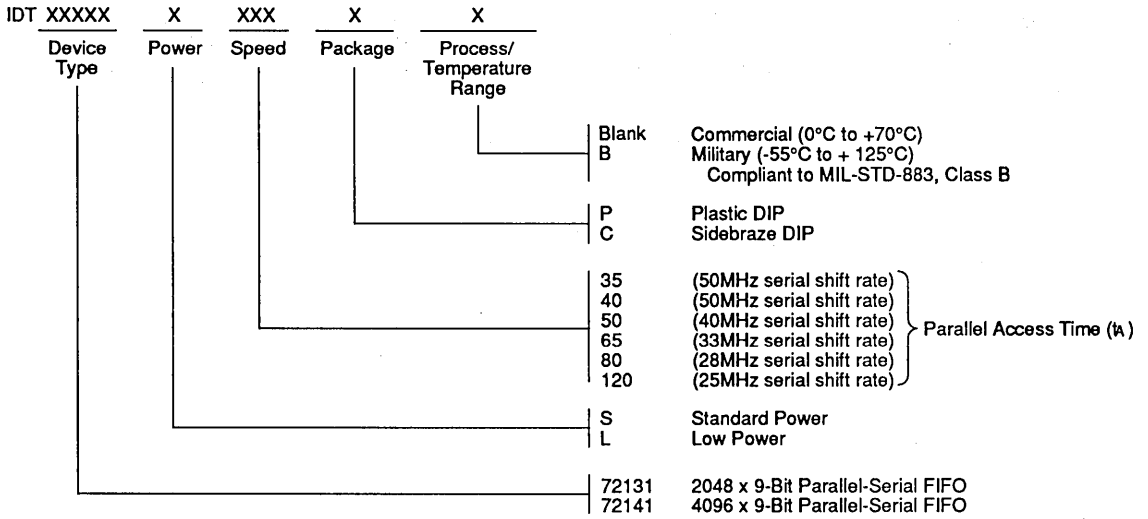 IDT XXXXX X XXX X X
Device Type
Power
Speed
Package
Process/
Temperature
Range
Blank Commercial (0°C to +70°C)
B Military (-55°C to + 125°C)
Compliant to MIL-STD-883, Class B
P Plastic DIP
C Sidebraze DIP
35 (50MHz serial shift rate)
40 (50MHz serial shift rate)
50 (40MHz serial shift rate)
65 (33MHz serial shift rate)
80 (28MHz serial shift rate)
120 (25MHz serial shift rate)
Parallel Access Time (tA)
S Standard Power
L Low Power
72131 2048 x 9-Bit Parallel-Serial FIFO
72141 4096 x 9-Bit Parallel-Serial FIFO